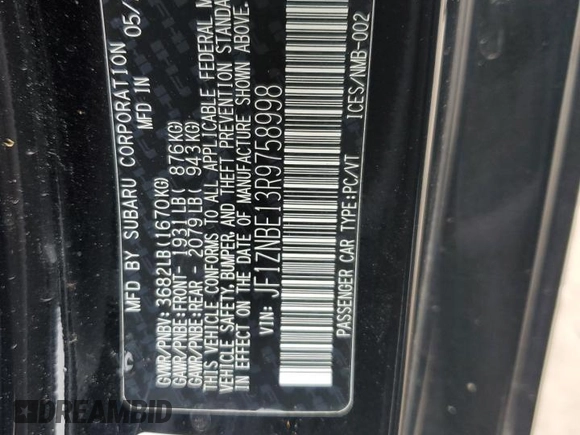 MFD BY SUBARU CORPORATION 05/
MFD IN
GVWR/PNBV: 3682LB(1670KG)
GAWR/PNBE:FRONT- 1931LB( 876KG)
GAWR/PNBE:REAR - 2079LB( 943KG)
THIS VEHICLE CONFORMS TO ALL APPLICABLE FEDERAL M
VEHICLE SAFETY, BUMPER, AND THEFT PREVENTION STANDA
IN EFFECT ON THE DATE OF MANUFACTURE SHOWN ABOVE.
VIN: JF1ZNBE13R9758998
PASSENGER CAR TYPE:PC/VT ICES/NMB-002
DREAMBID